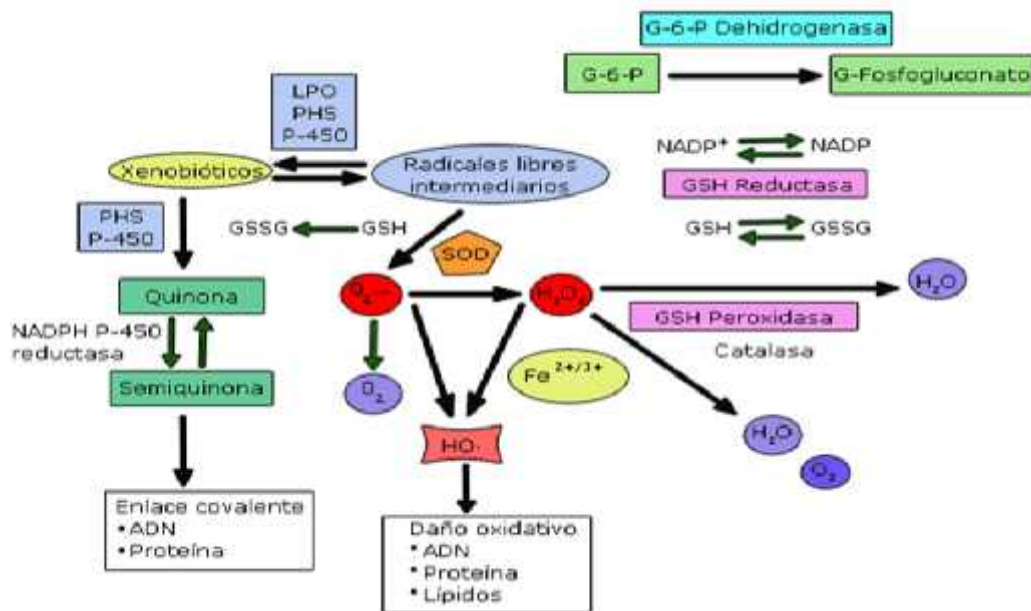 G-6-P Dehidrogenasa
G-6-P
G-Fosfogluconato
LPO
PHS
P-450
Xenobióticos
Radicales libres
intermediarios
NADP⁺
NADP
GSH Reductasa
PHS
P-450
GSSG
GSH
GSH
GSSG
SOD
Quinona
H₂O₂
H₂O
GSH Peroxidasa
Catalasa
NADPH P-450
reductasa
Fe ²⁺/³⁺
Semiquinona
O₂
HO·
H₂O
O₂
Enlace covalente
•ADN
•Proteína
Daño oxidativo
• ADN
• Proteína
• Lípidos